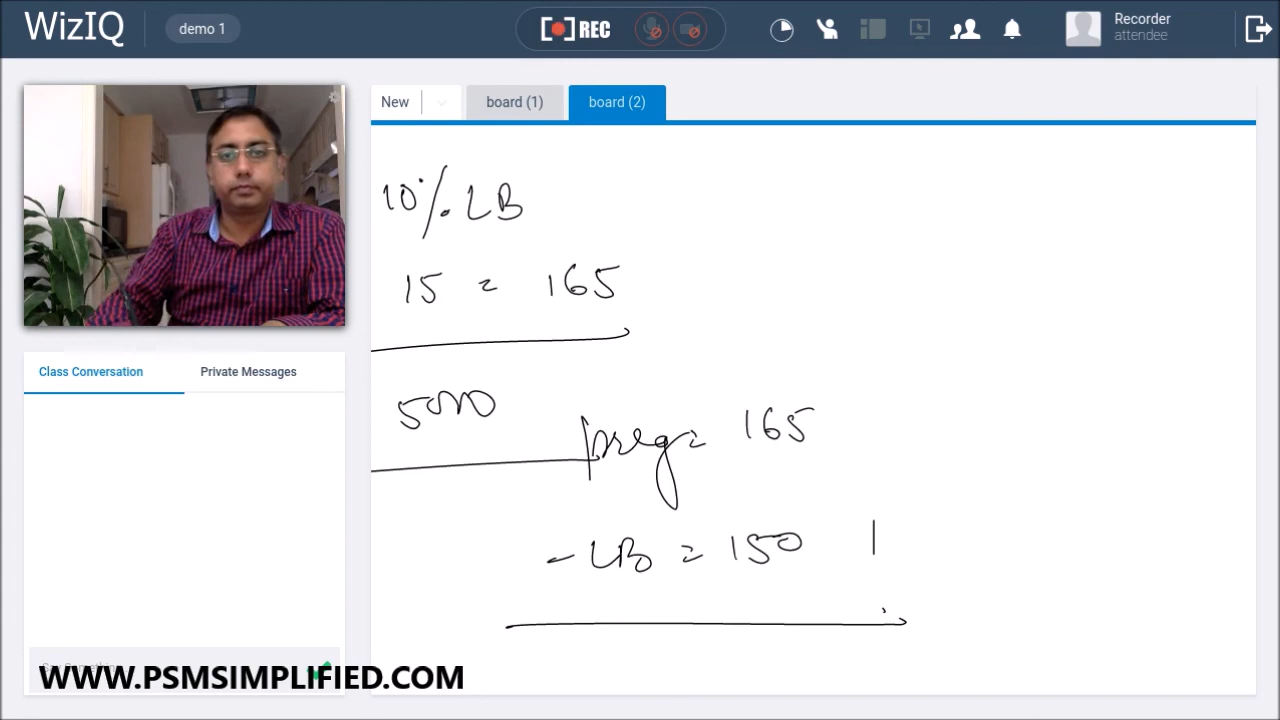 WizIQ
demo 1
REC
Recorder
attendee
New
board (1)
board (2)
10% LB
15 = 165
5000
preg = 165
- LB = 150
Class Conversation
Private Messages
WWW.PSMSIMPLIFIED.COM